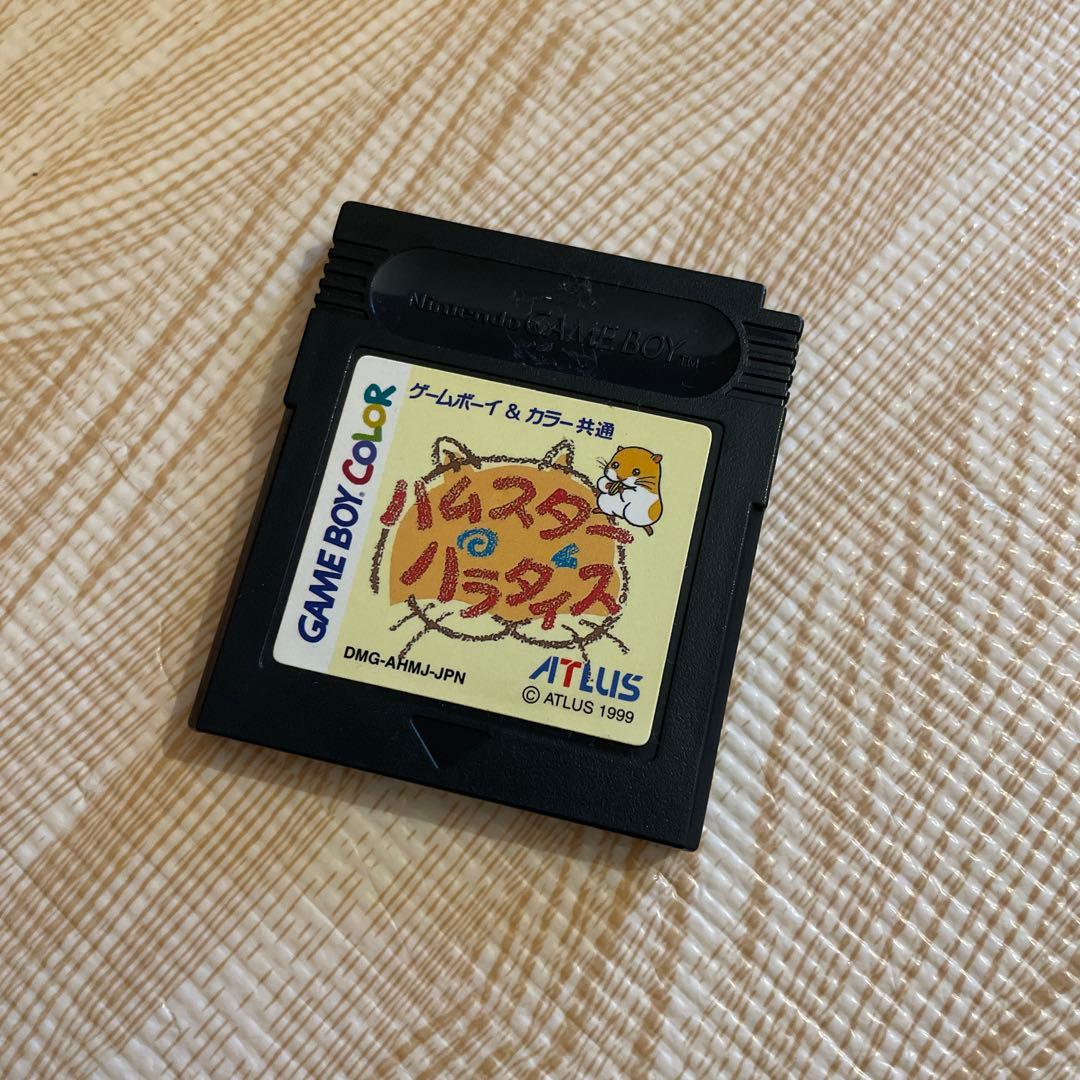 Nintendo GAME BOY™
GAME BOY COLOR
ゲームボーイ & カラー共通
ハムスター
パラダイス
DMG-AHMJ-JPN
ATLUS
© ATLUS 1999